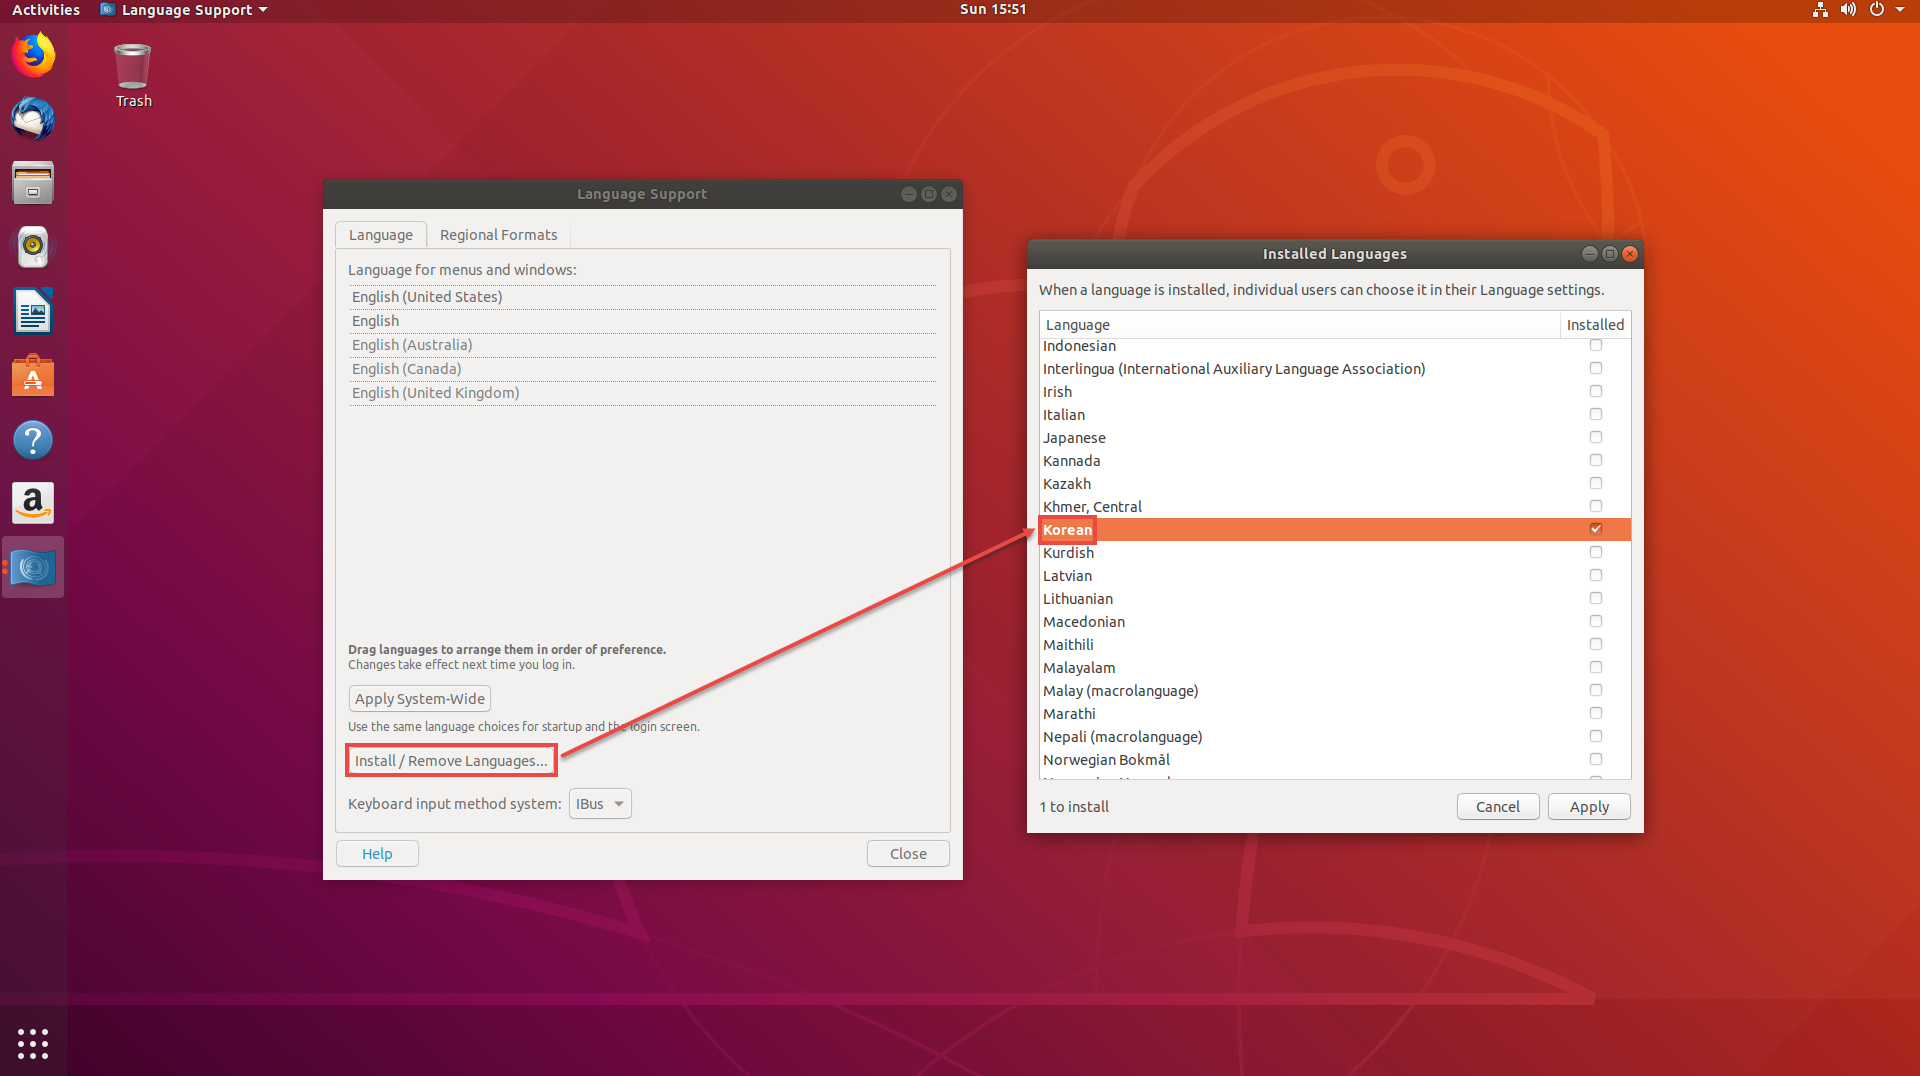 Activities Language Support Sun 15:51
Trash
Language Support
Language Regional Formats
Language for menus and windows:
English (United States)
English
English (Australia)
English (Canada)
English (United Kingdom)
Drag languages to arrange them in order of preference.
Changes take effect next time you log in.
Apply System-Wide
Use the same language choices for startup and the login screen.
Install / Remove Languages...
Keyboard input method system: IBus
Help Close
Installed Languages
When a language is installed, individual users can choose it in their Language settings.
Language Installed
Indonesian
Interlingua (International Auxiliary Language Association)
Irish
Italian
Japanese
Kannada
Kazakh
Khmer, Central
Korean
Kurdish
Latvian
Lithuanian
Macedonian
Maithili
Malayalam
Malay (macrolanguage)
Marathi
Nepali (macrolanguage)
Norwegian Bokmål
1 to install Cancel Apply